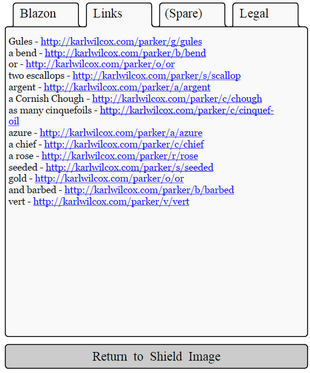 Blazon Links (Spare) Legal
Gules - http://karlwilcox.com/parker/g/gules
a bend - http://karlwilcox.com/parker/b/bend
or - http://karlwilcox.com/parker/o/or
two escallops - http://karlwilcox.com/parker/s/scallop
argent - http://karlwilcox.com/parker/a/argent
a Cornish Chough - http://karlwilcox.com/parker/c/chough
as many cinquefoils - http://karlwilcox.com/parker/c/cinquef-
oil
azure - http://karlwilcox.com/parker/a/azure
a chief - http://karlwilcox.com/parker/c/chief
a rose - http://karlwilcox.com/parker/r/rose
seeded - http://karlwilcox.com/parker/s/seeded
gold - http://karlwilcox.com/parker/o/or
and barbed - http://karlwilcox.com/parker/b/barbed
vert - http://karlwilcox.com/parker/v/vert
Return to Shield Image